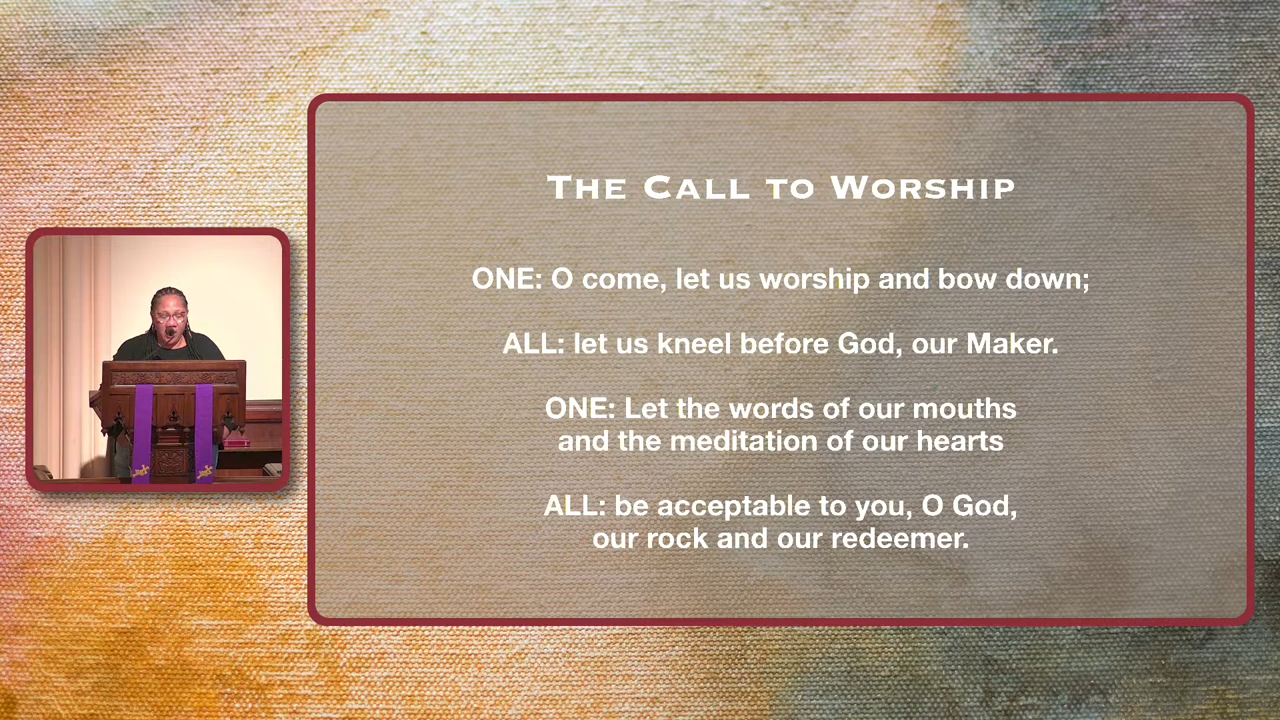 The Call to Worship
ONE: O come, let us worship and bow down;
ALL: let us kneel before God, our Maker.
ONE: Let the words of our mouths
and the meditation of our hearts
ALL: be acceptable to you, O God,
our rock and our redeemer.